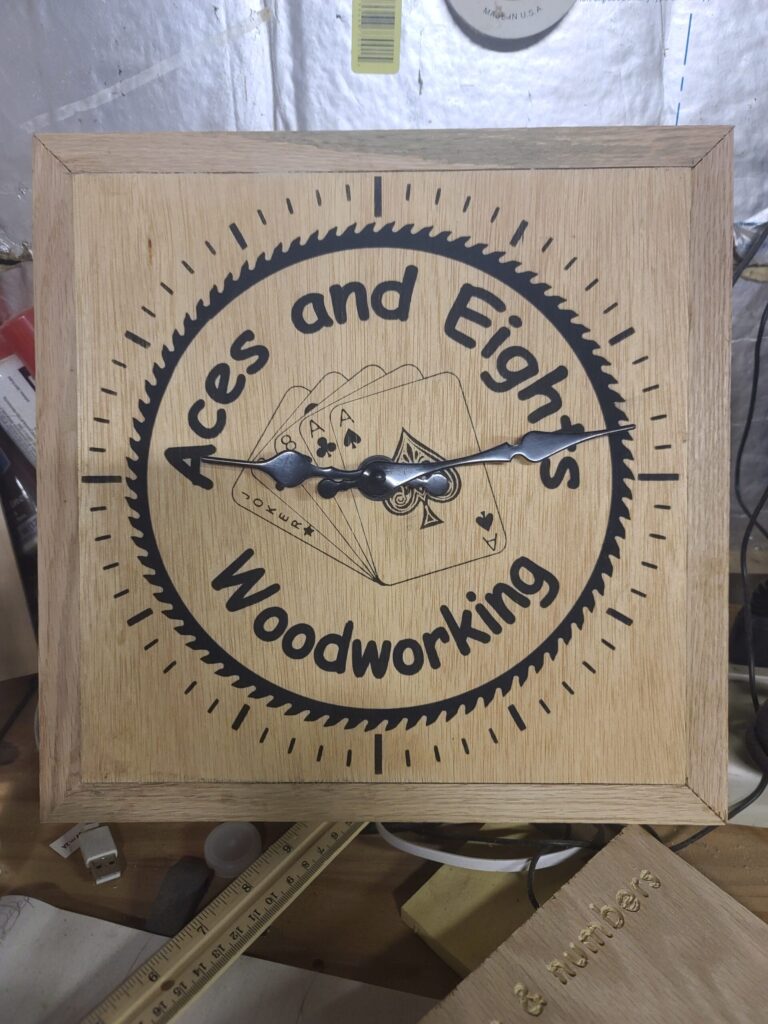 MADE IN U.S.A.
Aces and Eights
8 A A
JOKER
A
Woodworking
& numbers